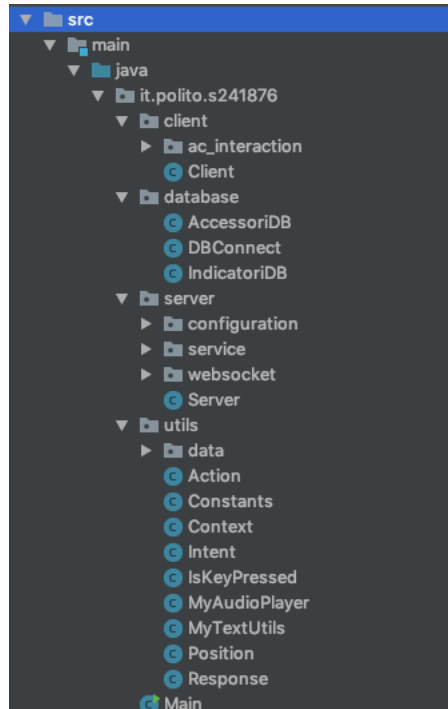 src
main
java
it.polito.s241876
client
ac_interaction
Client
database
AccessoriDB
DBConnect
IndicatoriDB
server
configuration
service
websocket
Server
utils
data
Action
Constants
Context
Intent
IsKeyPressed
MyAudioPlayer
MyTextUtils
Position
Response
Main